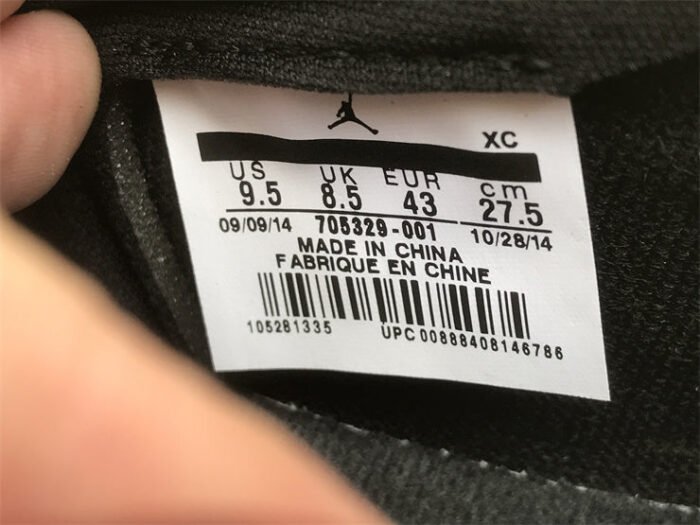 XC
US UK EUR cm
9.5 8.5 43 27.5
09/09/14 705329-001 10/28/14
MADE IN CHINA
FABRIQUE EN CHINE
105281335 UPC 00888408146786